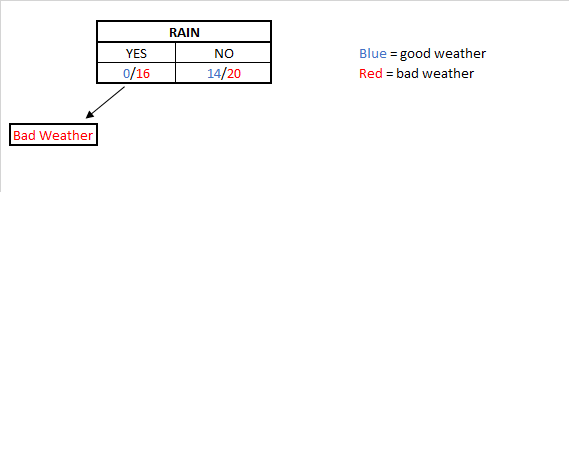 RAIN
YES NO
0/16 14/20
Blue = good weather
Red = bad weather
Bad Weather